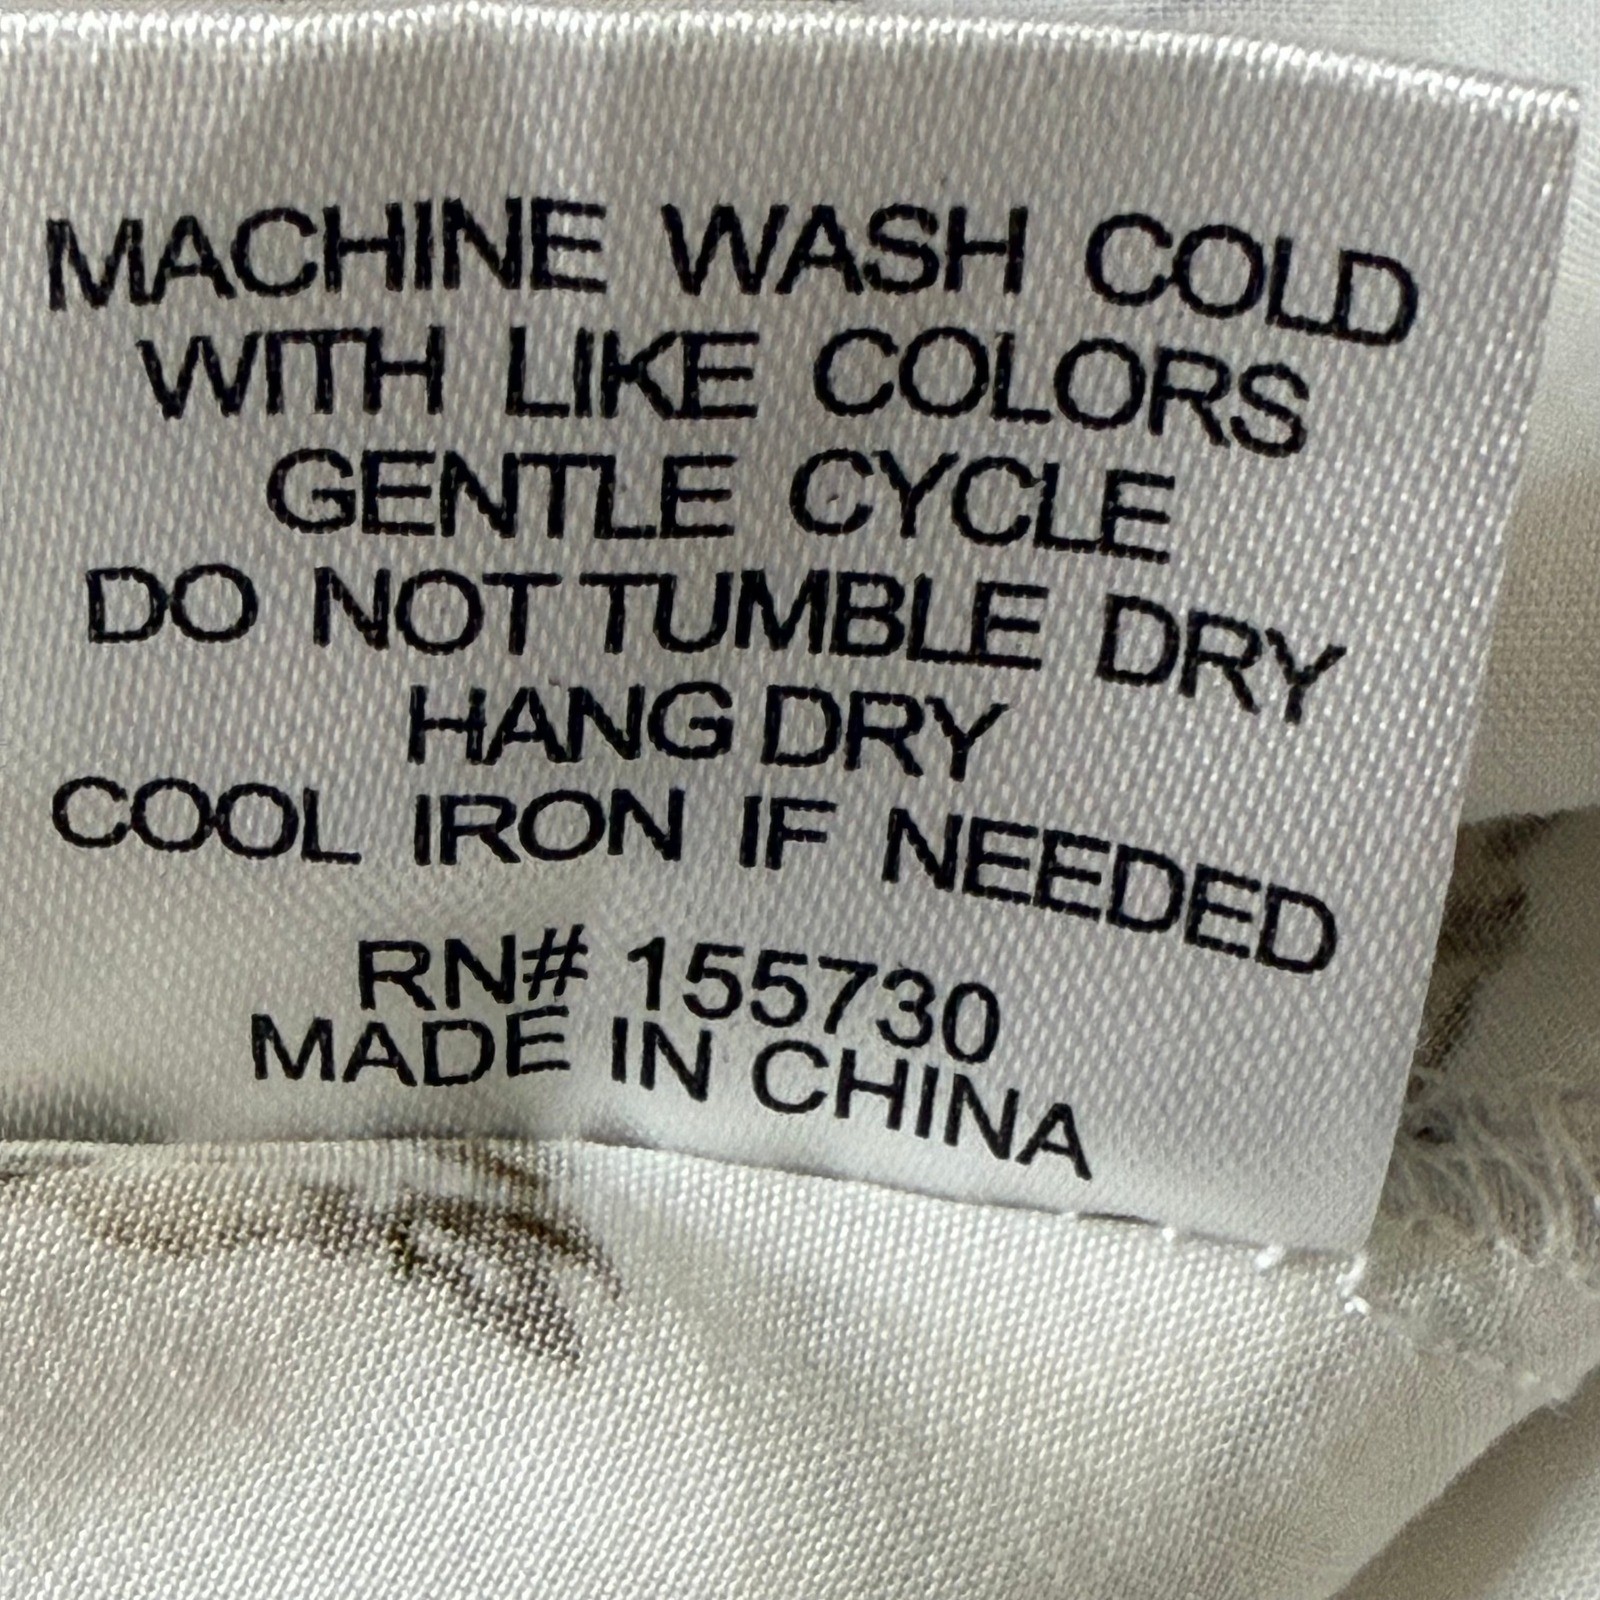 MACHINE WASH COLD
WITH LIKE COLORS
GENTLE CYCLE
DO NOT TUMBLE DRY
HANG DRY
COOL IRON IF NEEDED
RN# 155730
MADE IN CHINA